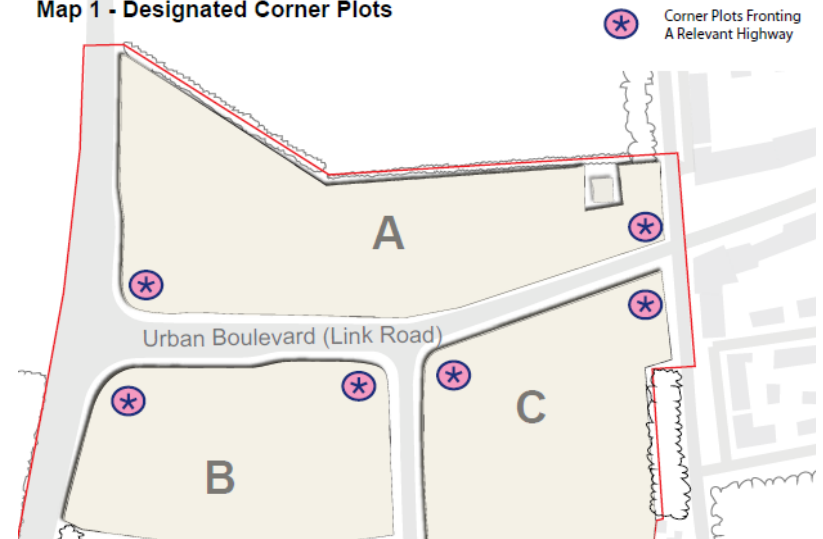 Map 1 - Designated Corner Plots
Corner Plots Fronting
A Relevant Highway
A
Urban Boulevard (Link Road)
C
B